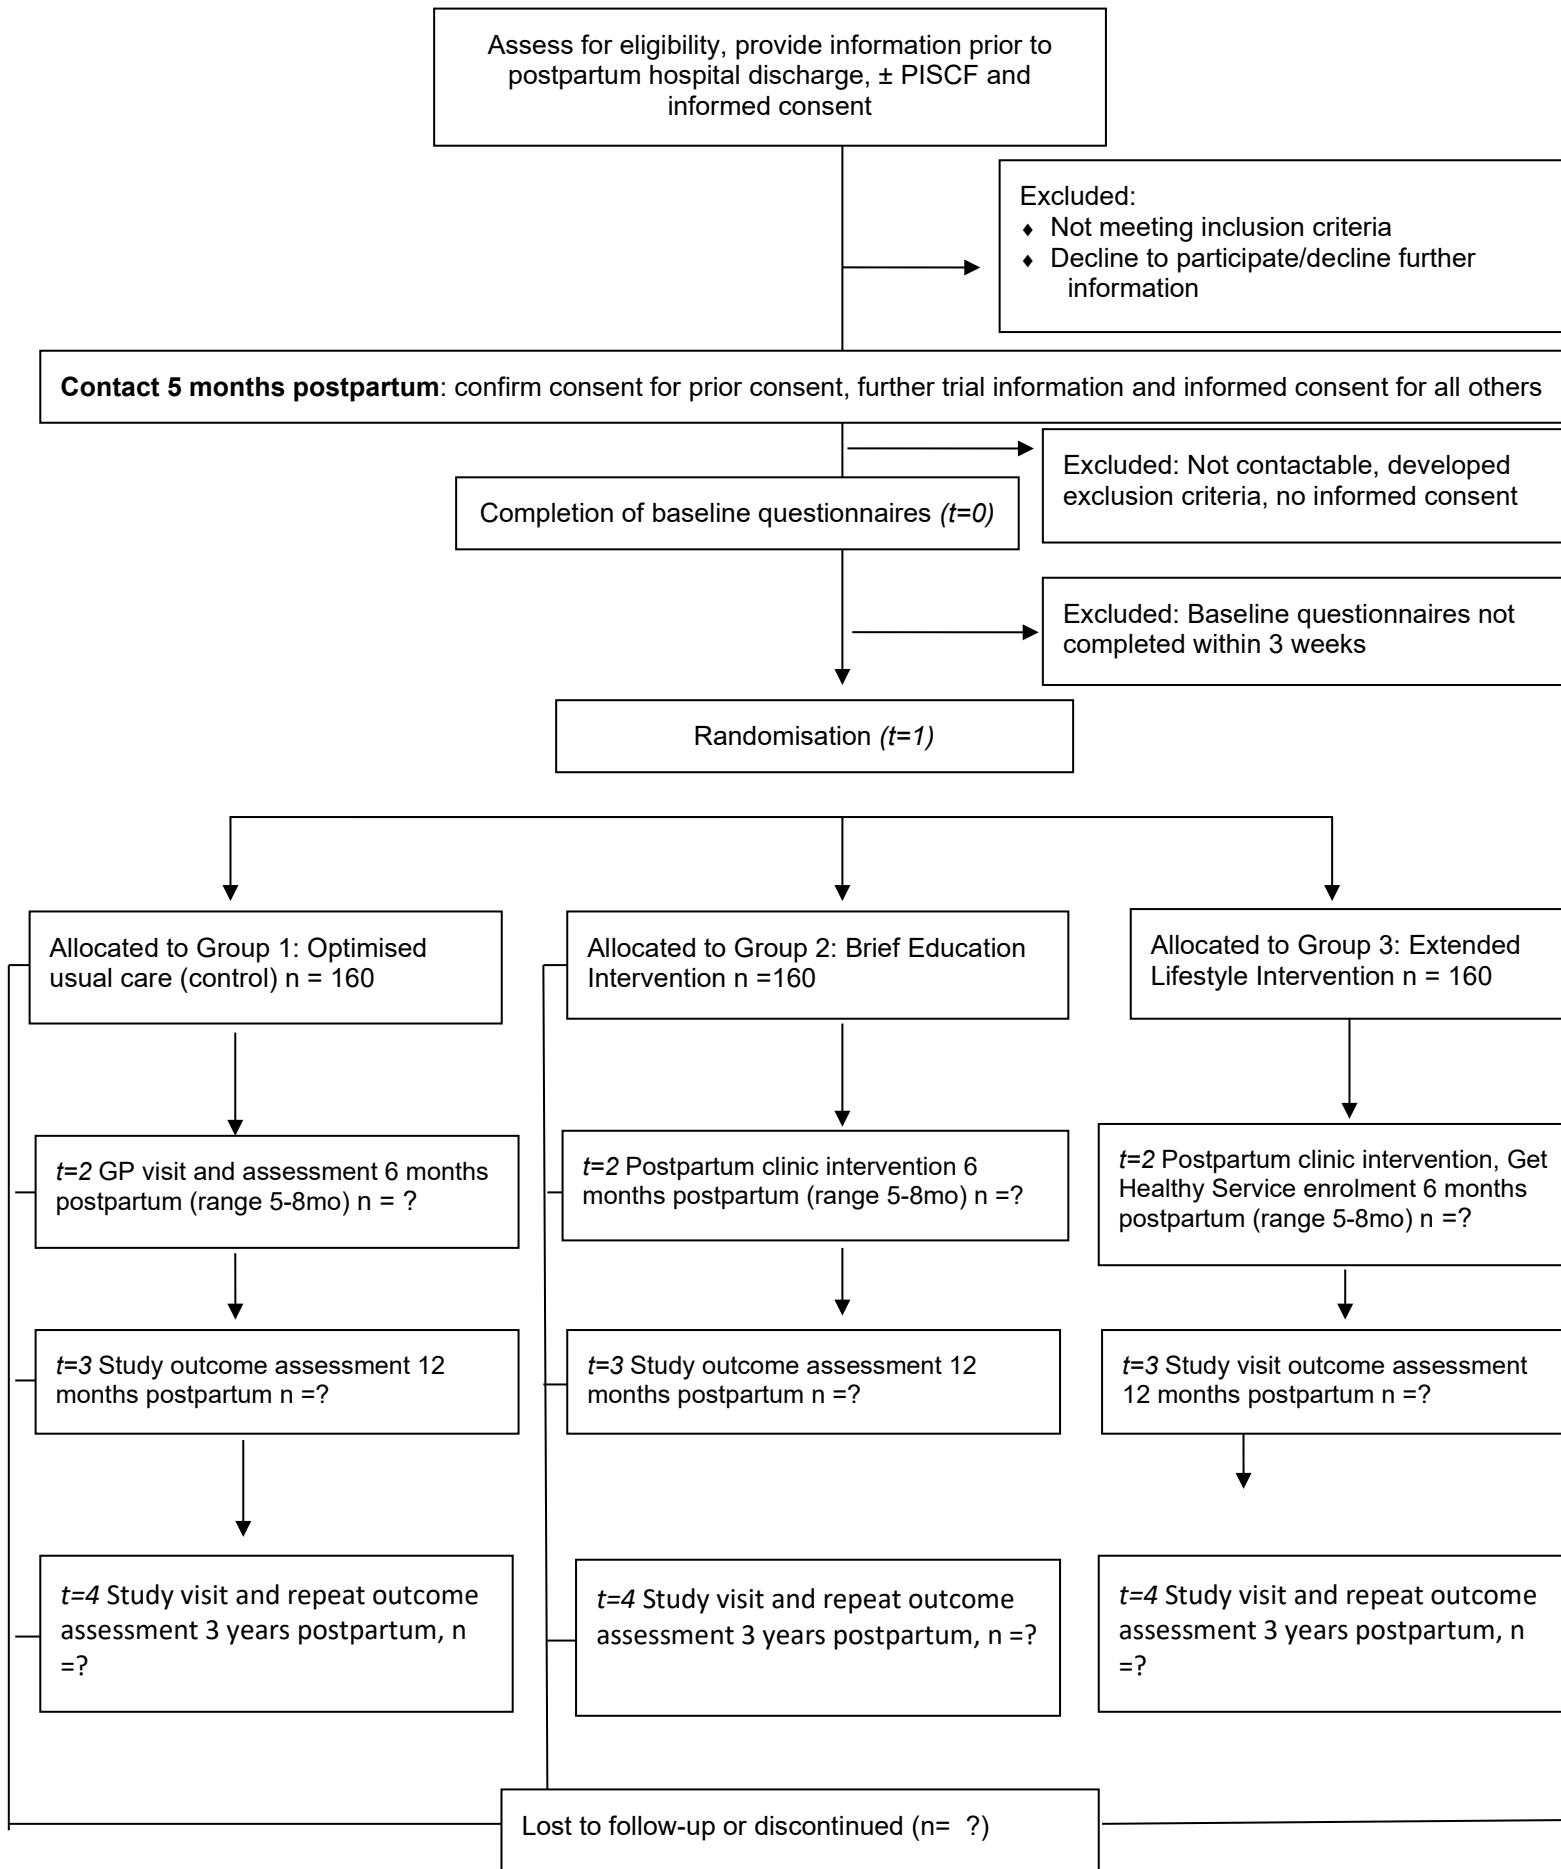 Assess for eligibility, provide information prior to
postpartum hospital discharge, ± PISCF and
informed consent
Excluded:
♦ Not meeting inclusion criteria
♦ Decline to participate/decline further
information
Contact 5 months postpartum: confirm consent for prior consent, further trial information and informed consent for all others
Excluded: Not contactable, developed
exclusion criteria, no informed consent
Completion of baseline questionnaires (t=0)
Excluded: Baseline questionnaires not
completed within 3 weeks
Randomisation (t=1)
Allocated to Group 1: Optimised
usual care (control) n = 160
Allocated to Group 2: Brief Education
Intervention n =160
Allocated to Group 3: Extended
Lifestyle Intervention n = 160
t=2 GP visit and assessment 6 months
postpartum (range 5-8mo) n = ?
t=2 Postpartum clinic intervention 6
months postpartum (range 5-8mo) n =?
t=2 Postpartum clinic intervention, Get
Healthy Service enrolment 6 months
postpartum (range 5-8mo) n =?
t=3 Study outcome assessment 12
months postpartum n =?
t=3 Study outcome assessment 12
months postpartum n =?
t=3 Study visit outcome assessment
12 months postpartum n =?
t=4 Study visit and repeat outcome
assessment 3 years postpartum, n
=?
t=4 Study visit and repeat outcome
assessment 3 years postpartum, n =?
t=4 Study visit and repeat outcome
assessment 3 years postpartum, n
=?
Lost to follow-up or discontinued (n= ?)